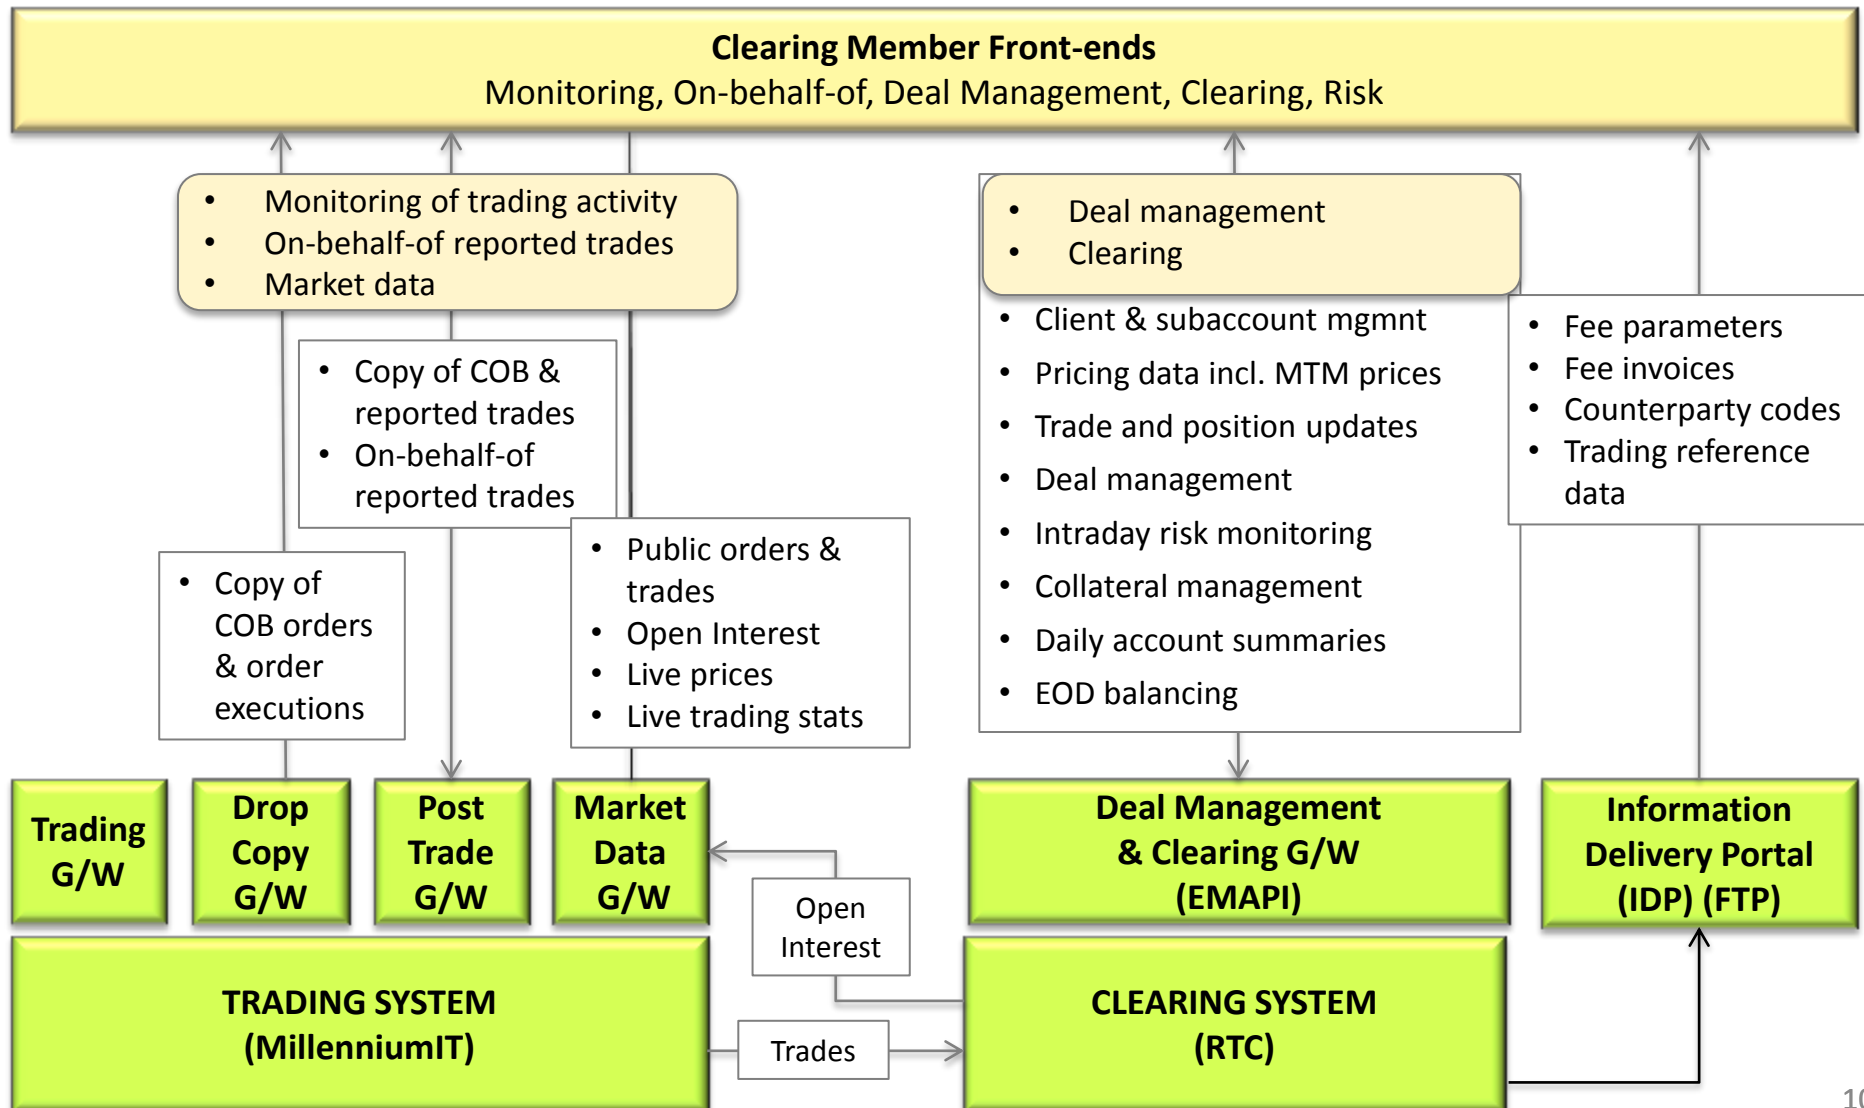 Clearing Member Front-ends
Monitoring, On-behalf-of, Deal Management, Clearing, Risk
• Monitoring of trading activity
• On-behalf-of reported trades
• Market data
• Deal management
• Clearing
• Copy of COB &
reported trades
• On-behalf-of
reported trades
• Copy of
COB orders
& order
executions
• Public orders &
trades
• Open Interest
• Live prices
• Live trading stats
• Client & subaccount mgmnt
• Pricing data incl. MTM prices
• Trade and position updates
• Deal management
• Intraday risk monitoring
• Collateral management
• Daily account summaries
• EOD balancing
• Fee parameters
• Fee invoices
• Counterparty codes
• Trading reference
data
Trading
G/W
Drop
Copy
G/W
Post
Trade
G/W
Market
Data
G/W
Deal Management
& Clearing G/W
(EMAPI)
Information
Delivery Portal
(IDP) (FTP)
Open
Interest
TRADING SYSTEM
(MillenniumIT)
Trades
CLEARING SYSTEM
(RTC)
10